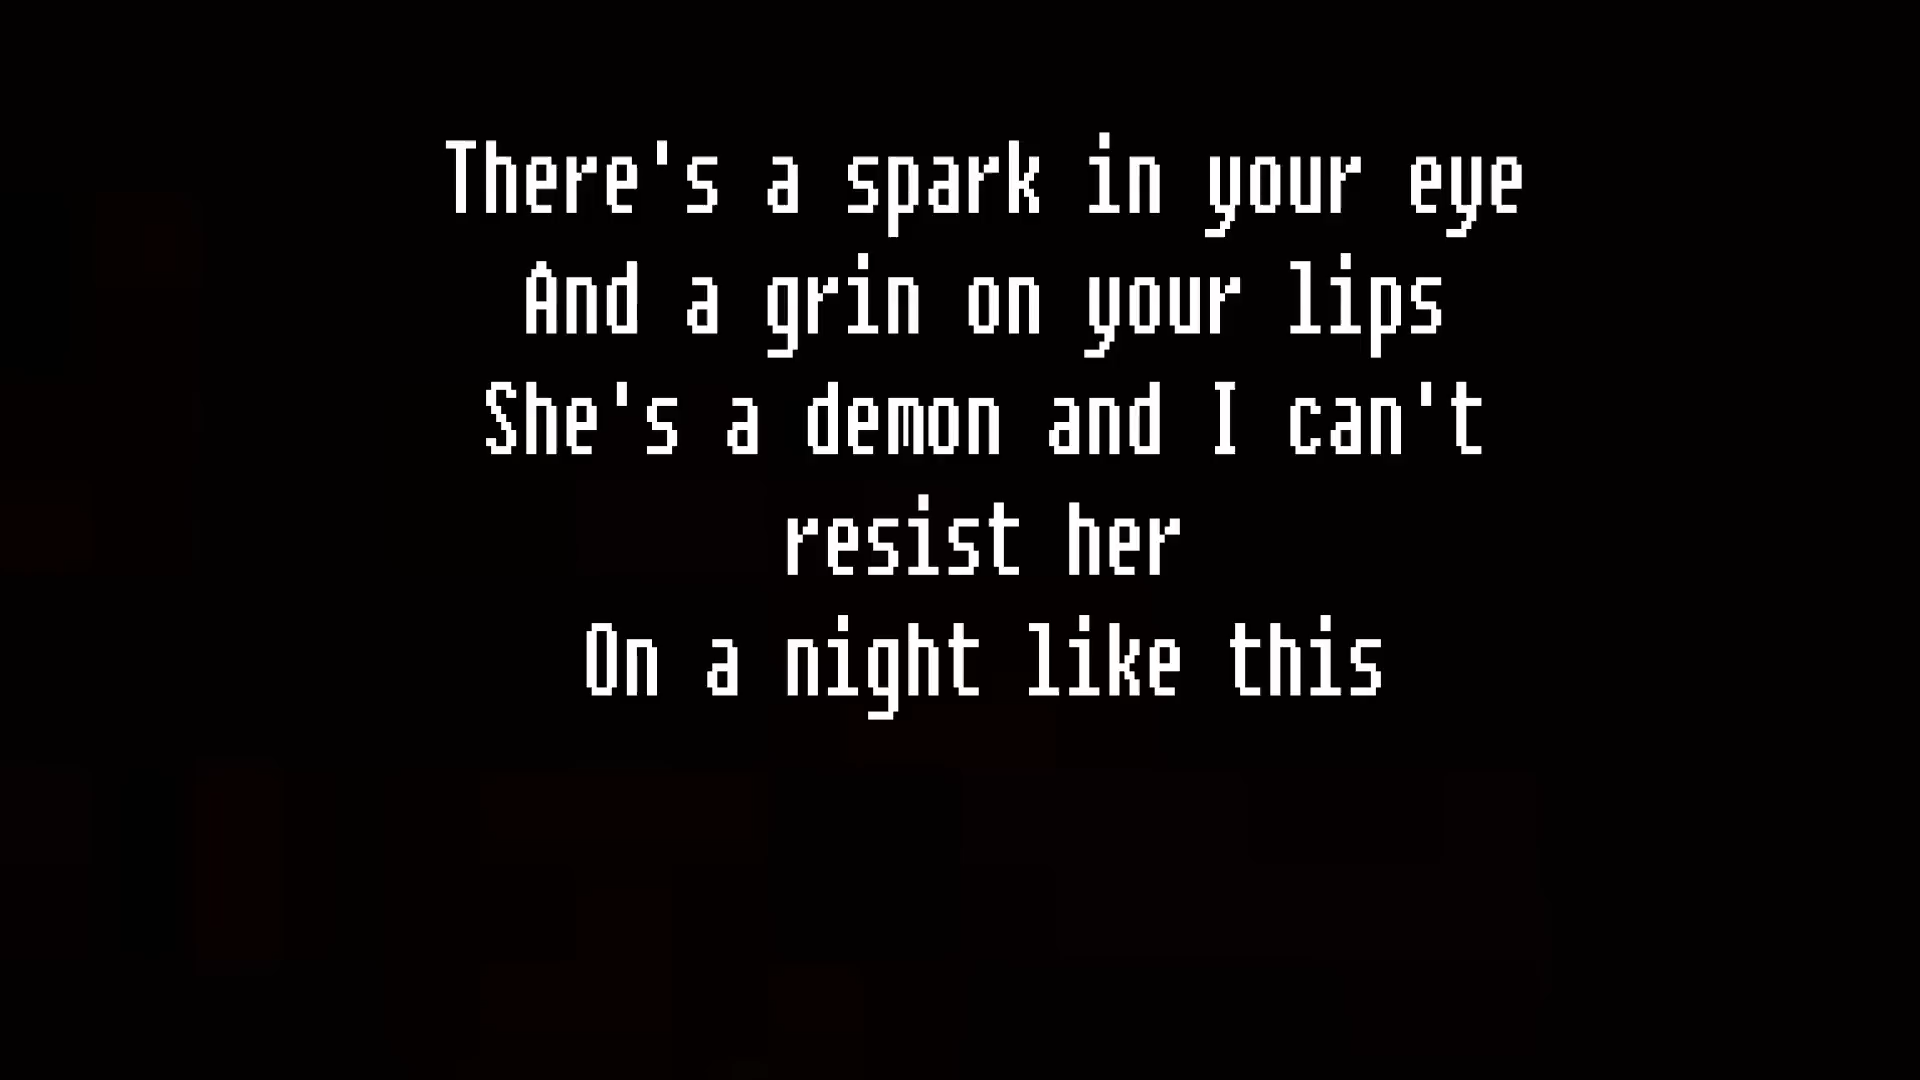 There's a spark in your eye
And a grin on your lips
She's a demon and I can't
resist her
On a night like this